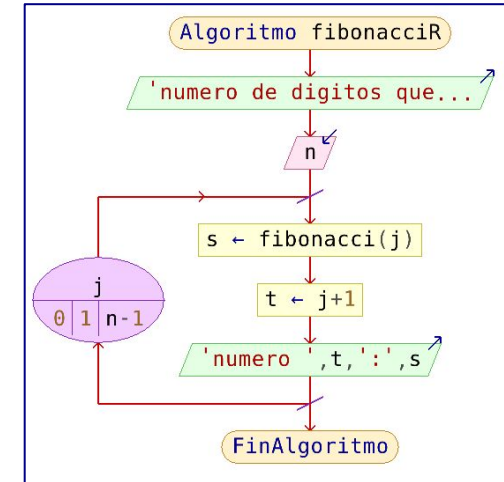 Algoritmo fibonacciR
'numero de digitos que...
n
s ← fibonacci(j)
j
0 1 n-1
t ← j+1
'numero ',t,':',s
FinAlgoritmo